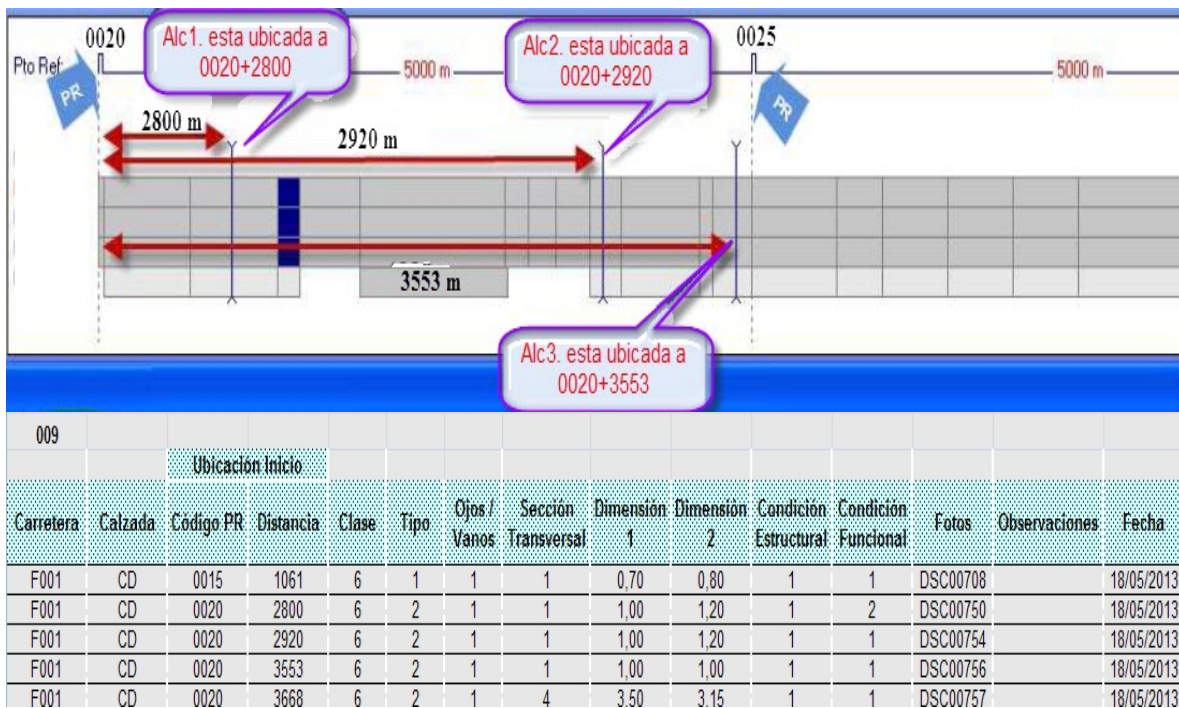 0020
Alc1. esta ubicada a
0020+2800
Alc2. esta ubicada a
0020+2920
0025
Pto Ref:
5000 m
5000 m
PR
PR
2800 m
2920 m
3553 m
Alc3. esta ubicada a
0020+3553
009
Ubicación Inicio
Carretera Calzada Código PR Distancia Clase Tipo Ojos / Vanos Sección Transversal Dimensión 1 Dimensión 2 Condición Estructural Condición Funcional Fotos Observaciones Fecha
F001 CD 0015 1061 6 1 1 1 0,70 0,80 1 1 DSC00708 18/05/2013
F001 CD 0020 2800 6 2 1 1 1,00 1,20 1 2 DSC00750 18/05/2013
F001 CD 0020 2920 6 2 1 1 1,00 1,20 1 1 DSC00754 18/05/2013
F001 CD 0020 3553 6 2 1 1 1,00 1,00 1 1 DSC00756 18/05/2013
F001 CD 0020 3668 6 2 1 4 3,50 3,15 1 1 DSC00757 18/05/2013